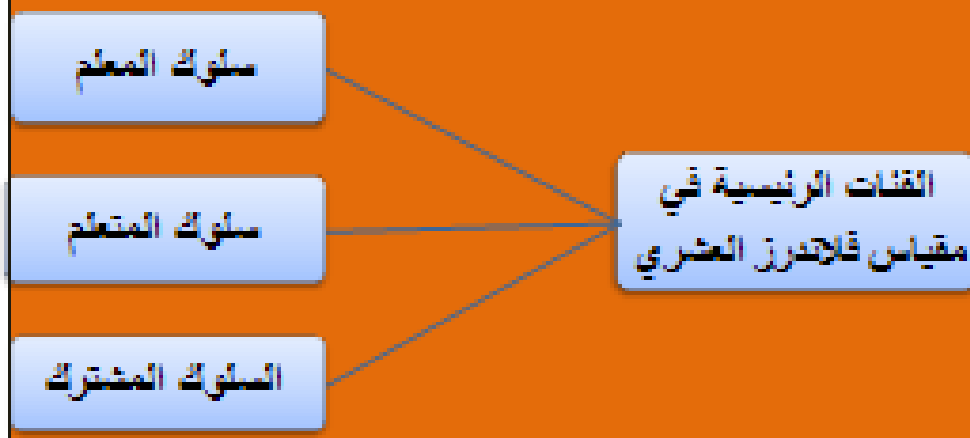 الفئات الرئيسية في
مقياس فلاندرز العشري
سلوك المعلم
سلوك المتعلم
السلوك المشترك